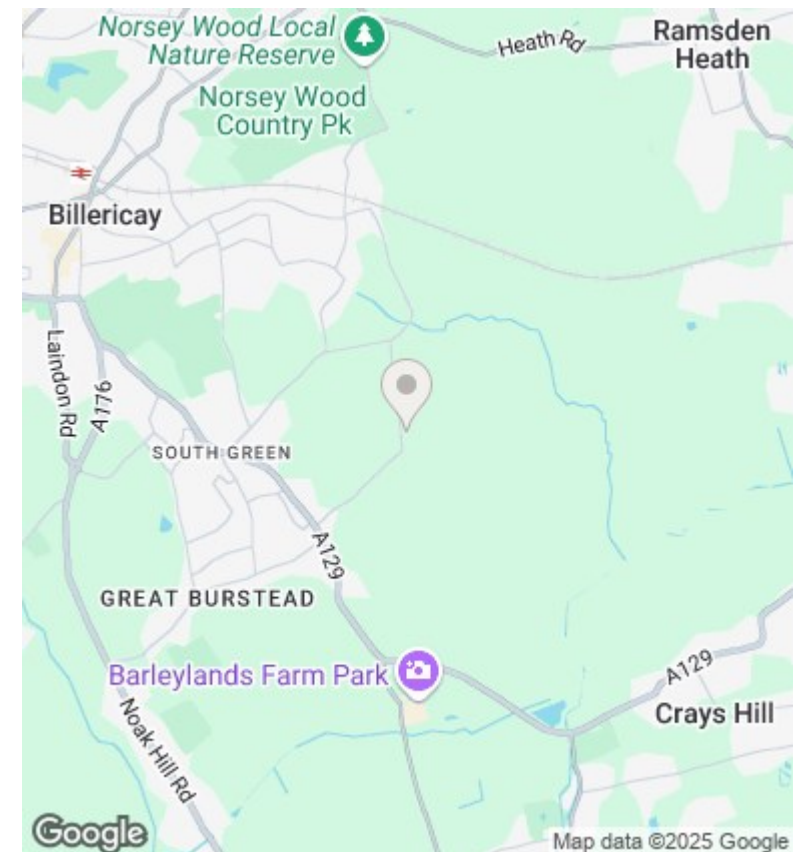 Norsey Wood Local
Nature Reserve
Heath Rd
Ramsden
Heath
Norsey Wood
Country Pk
Billericay
Laindon Rd
A176
SOUTH GREEN
A129
GREAT BURSTEAD
Barleylands Farm Park
A129
Noak Hill Rd
Crays Hill
Google
Map data ©2025 Google